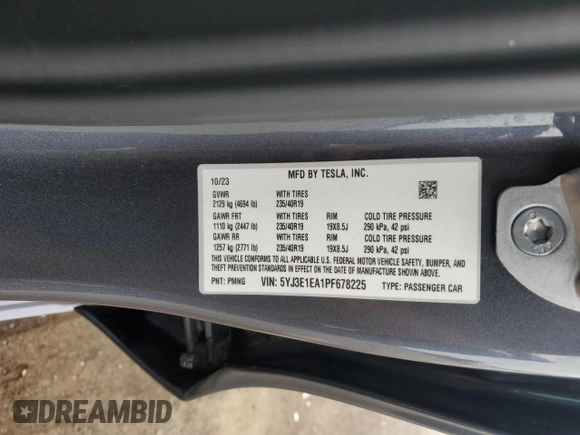 10/23 MFD BY TESLA, INC.
GVWR WITH TIRES
2129 kg (4694 lb) 235/40R19
GAWR FRT WITH TIRES RIM COLD TIRE PRESSURE
1110 kg (2447 lb) 235/40R19 19X8.5J 290 kPa, 42 psi
GAWR RR WITH TIRES RIM COLD TIRE PRESSURE
1257 kg (2771 lb) 235/40R19 19X8.5J 290 kPa, 42 psi
THIS VEHICLE CONFORMS TO ALL APPLICABLE U.S. FEDERAL MOTOR VEHICLE SAFETY, BUMPER, AND
THEFT PREVENTION STANDARDS IN EFFECT ON THE DATE OF MANUFACTURE SHOWN ABOVE.
PNT: PMNG VIN: 5YJ3E1EA1PF678225 TYPE: PASSENGER CAR
DREAMBID